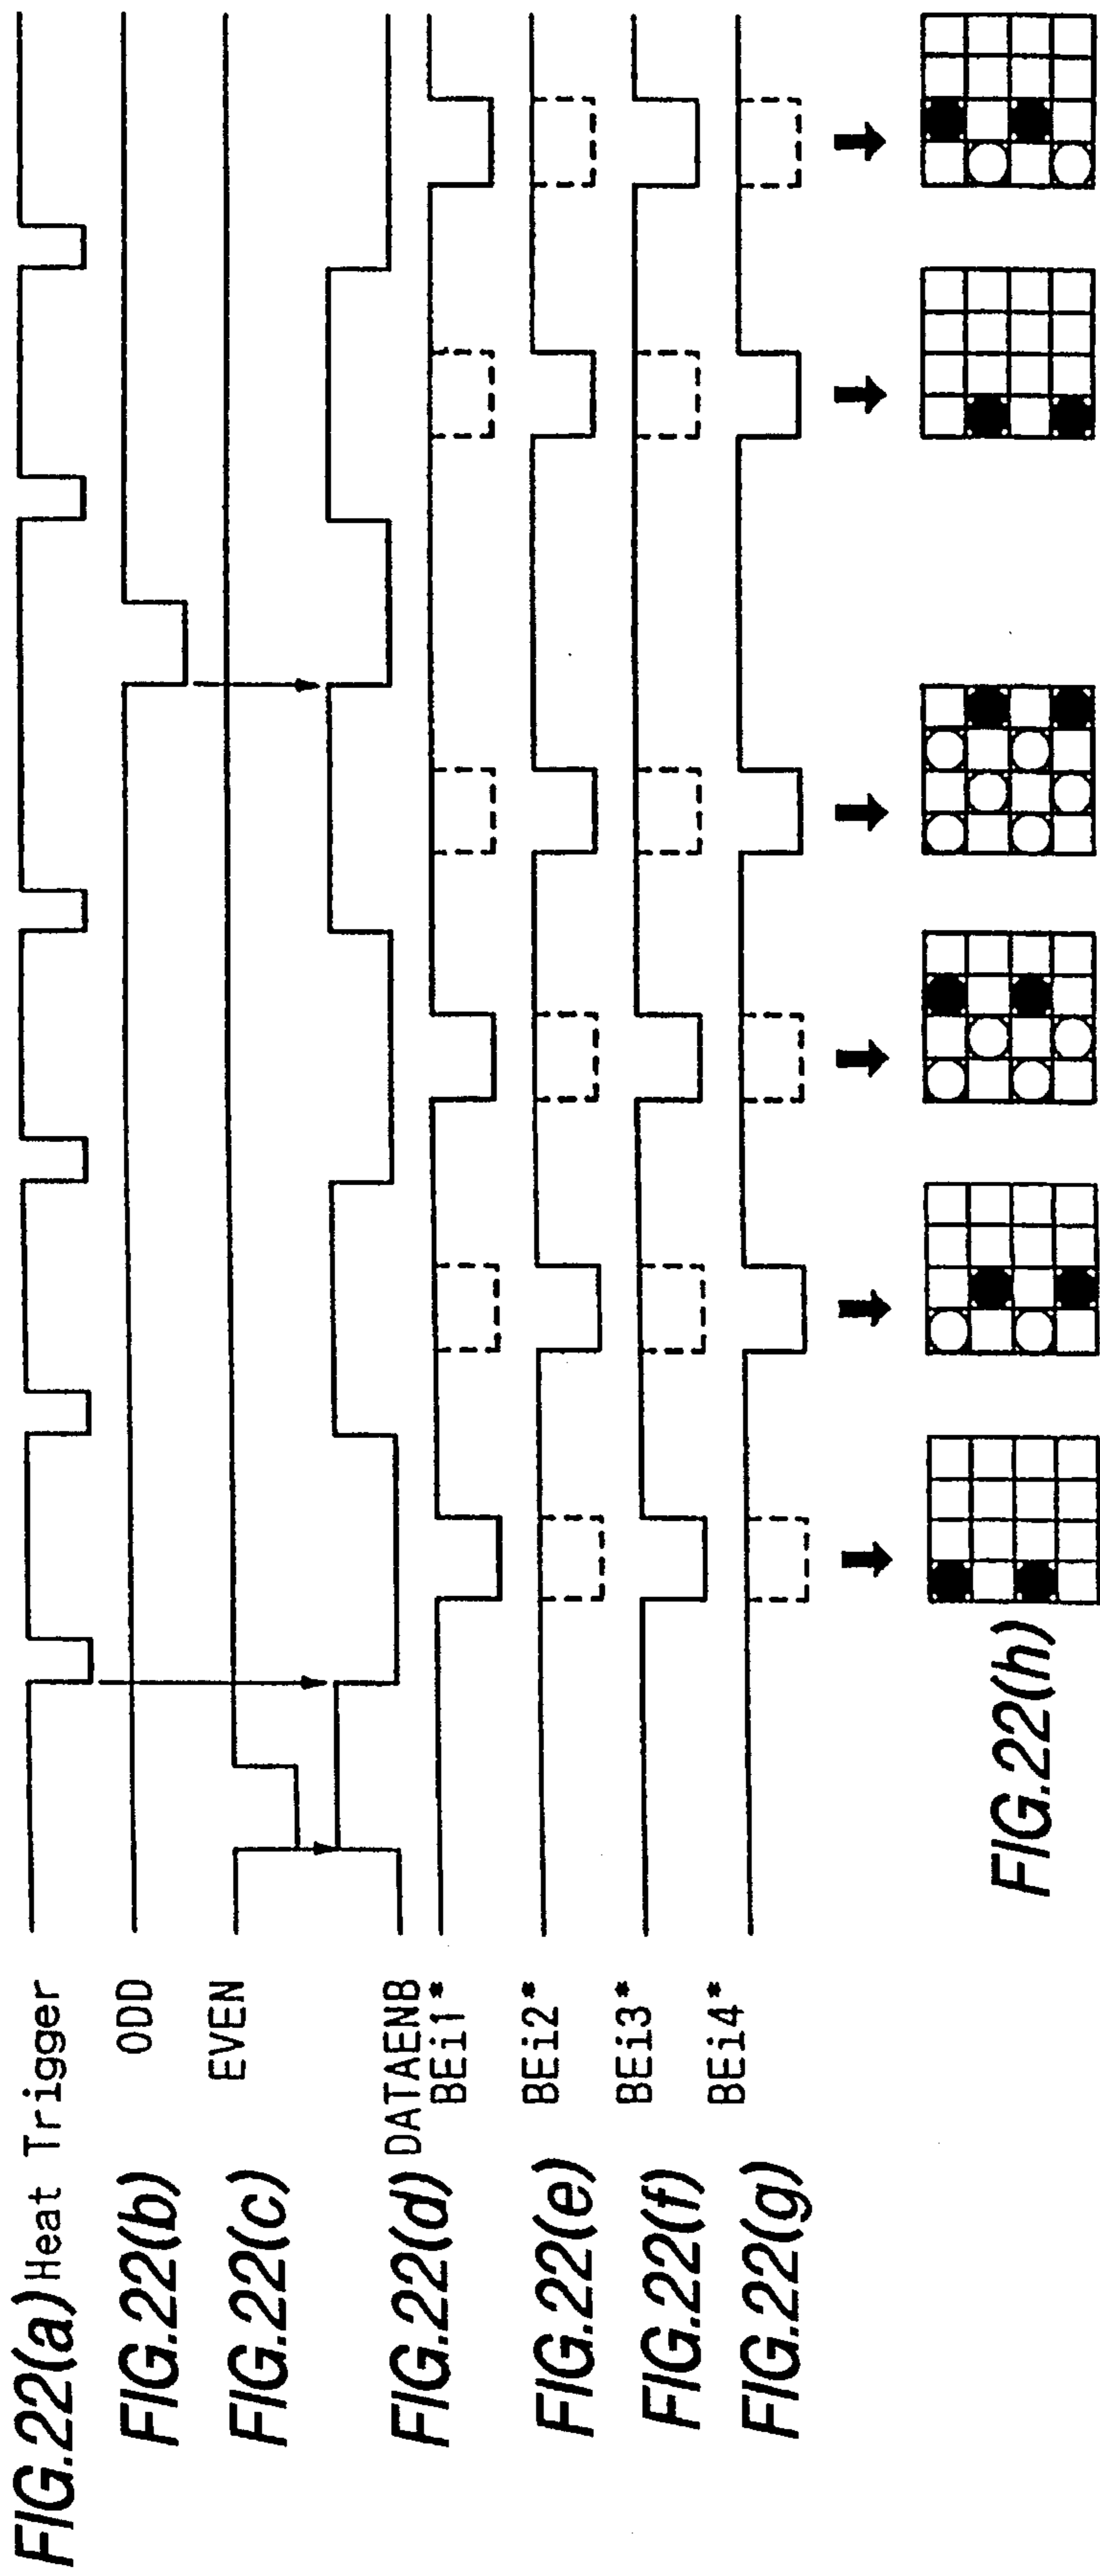 FIG.22(a) Heat Trigger
FIG.22(b) ODD
FIG.22(c) EVEN
FIG.22(d) DATAENB
BEi1*
FIG.22(e) BEi2*
FIG.22(f) BEi3*
FIG.22(g) BEi4*
FIG.22(h)